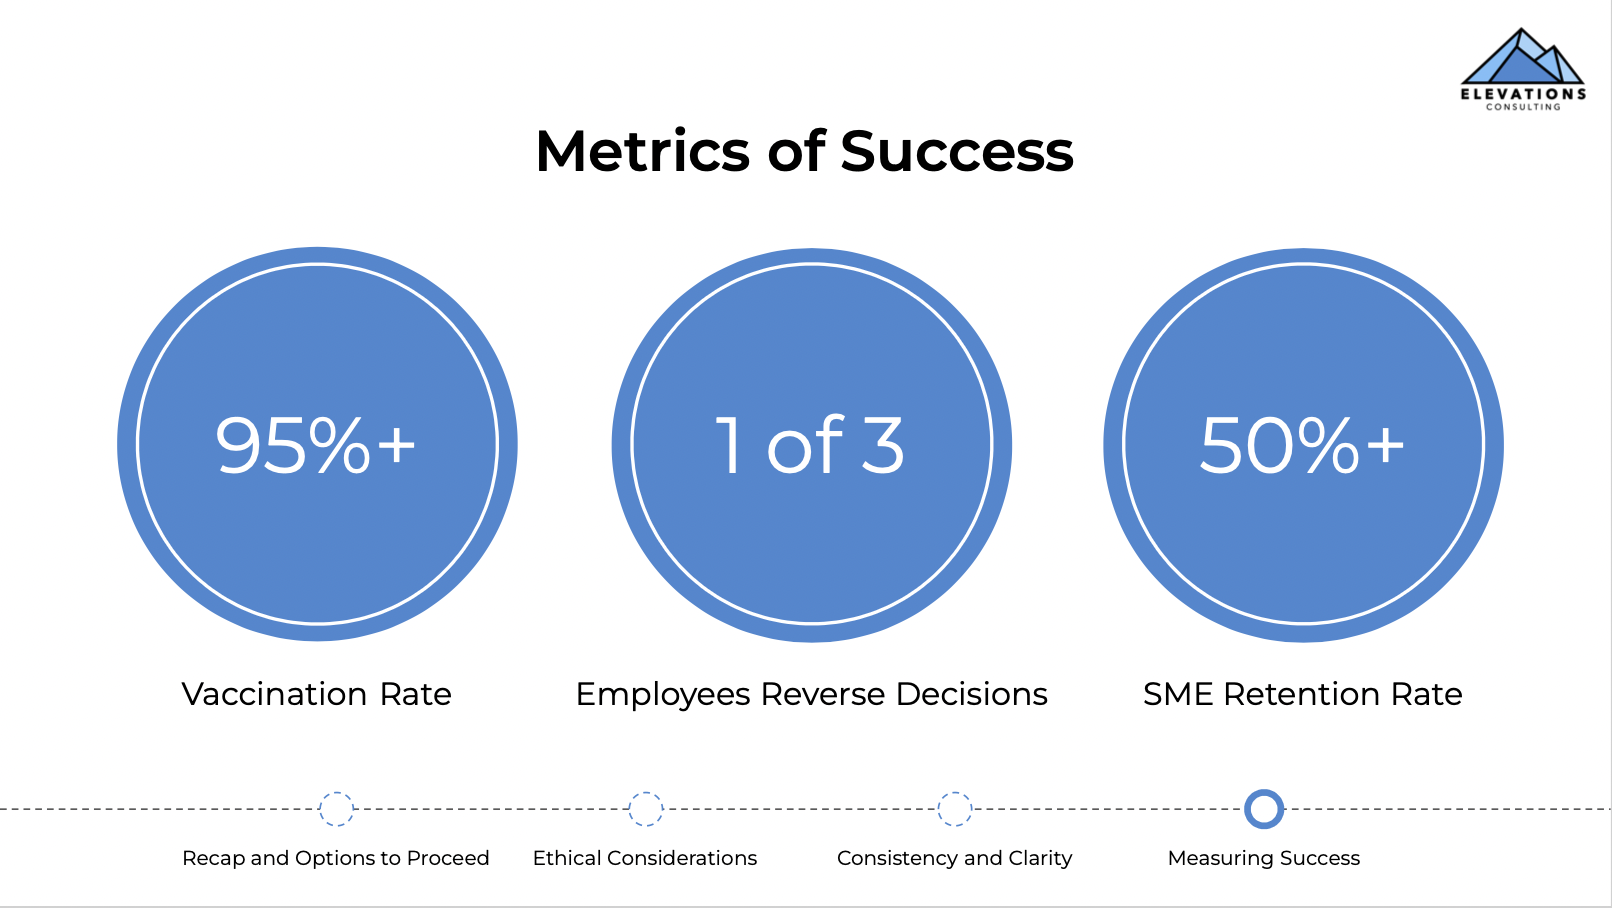 ELEVATIONS
CONSULTING
Metrics of Success
95%+
1 of 3
50%+
Vaccination Rate
Employees Reverse Decisions
SME Retention Rate
Recap and Options to Proceed
Ethical Considerations
Consistency and Clarity
Measuring Success